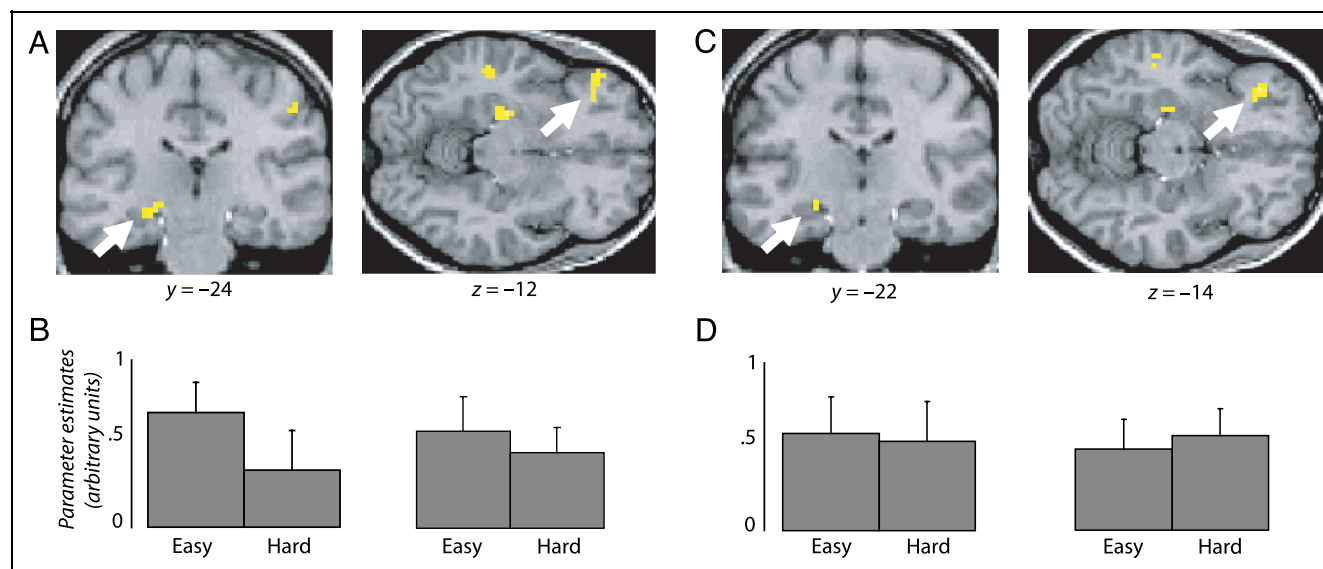 A
C
y = –24
z = –12
y = –22
z = –14
B
D
Parameter estimates
(arbitrary units)
1
.5
0
Easy Hard
Easy Hard
1
.5
0
Easy Hard
Easy Hard